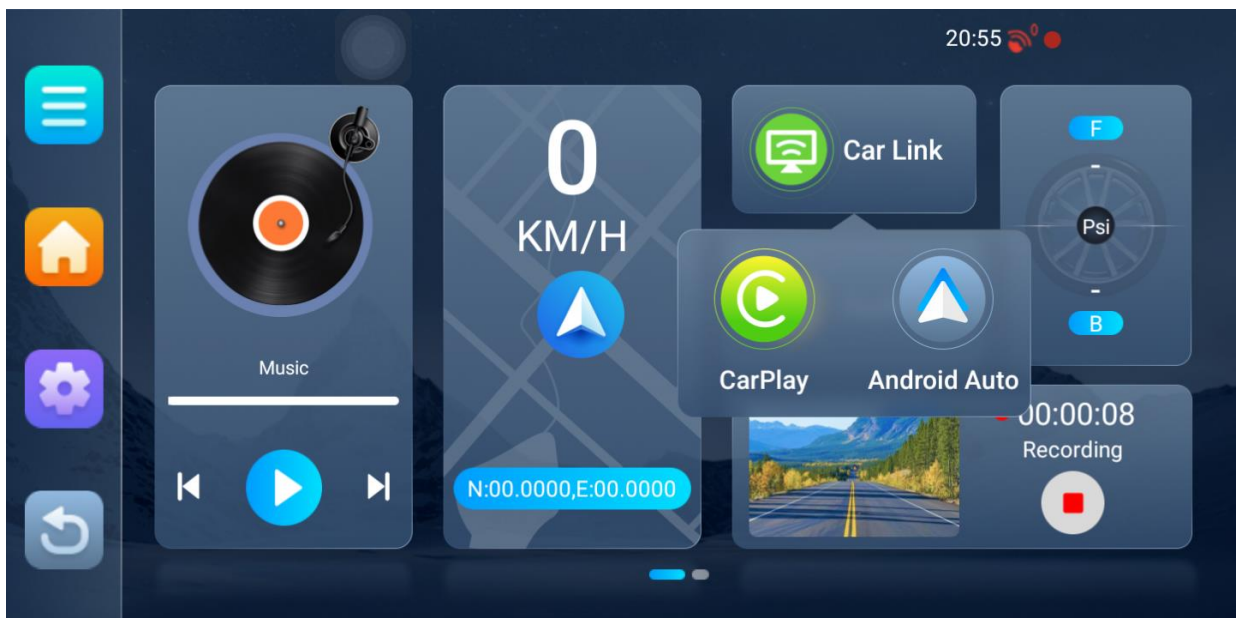 20:55 0
Music
0
KM/H
N:00.0000,E:00.0000
Car Link
CarPlay
Android Auto
F
-
Psi
-
B
00:00:08
Recording